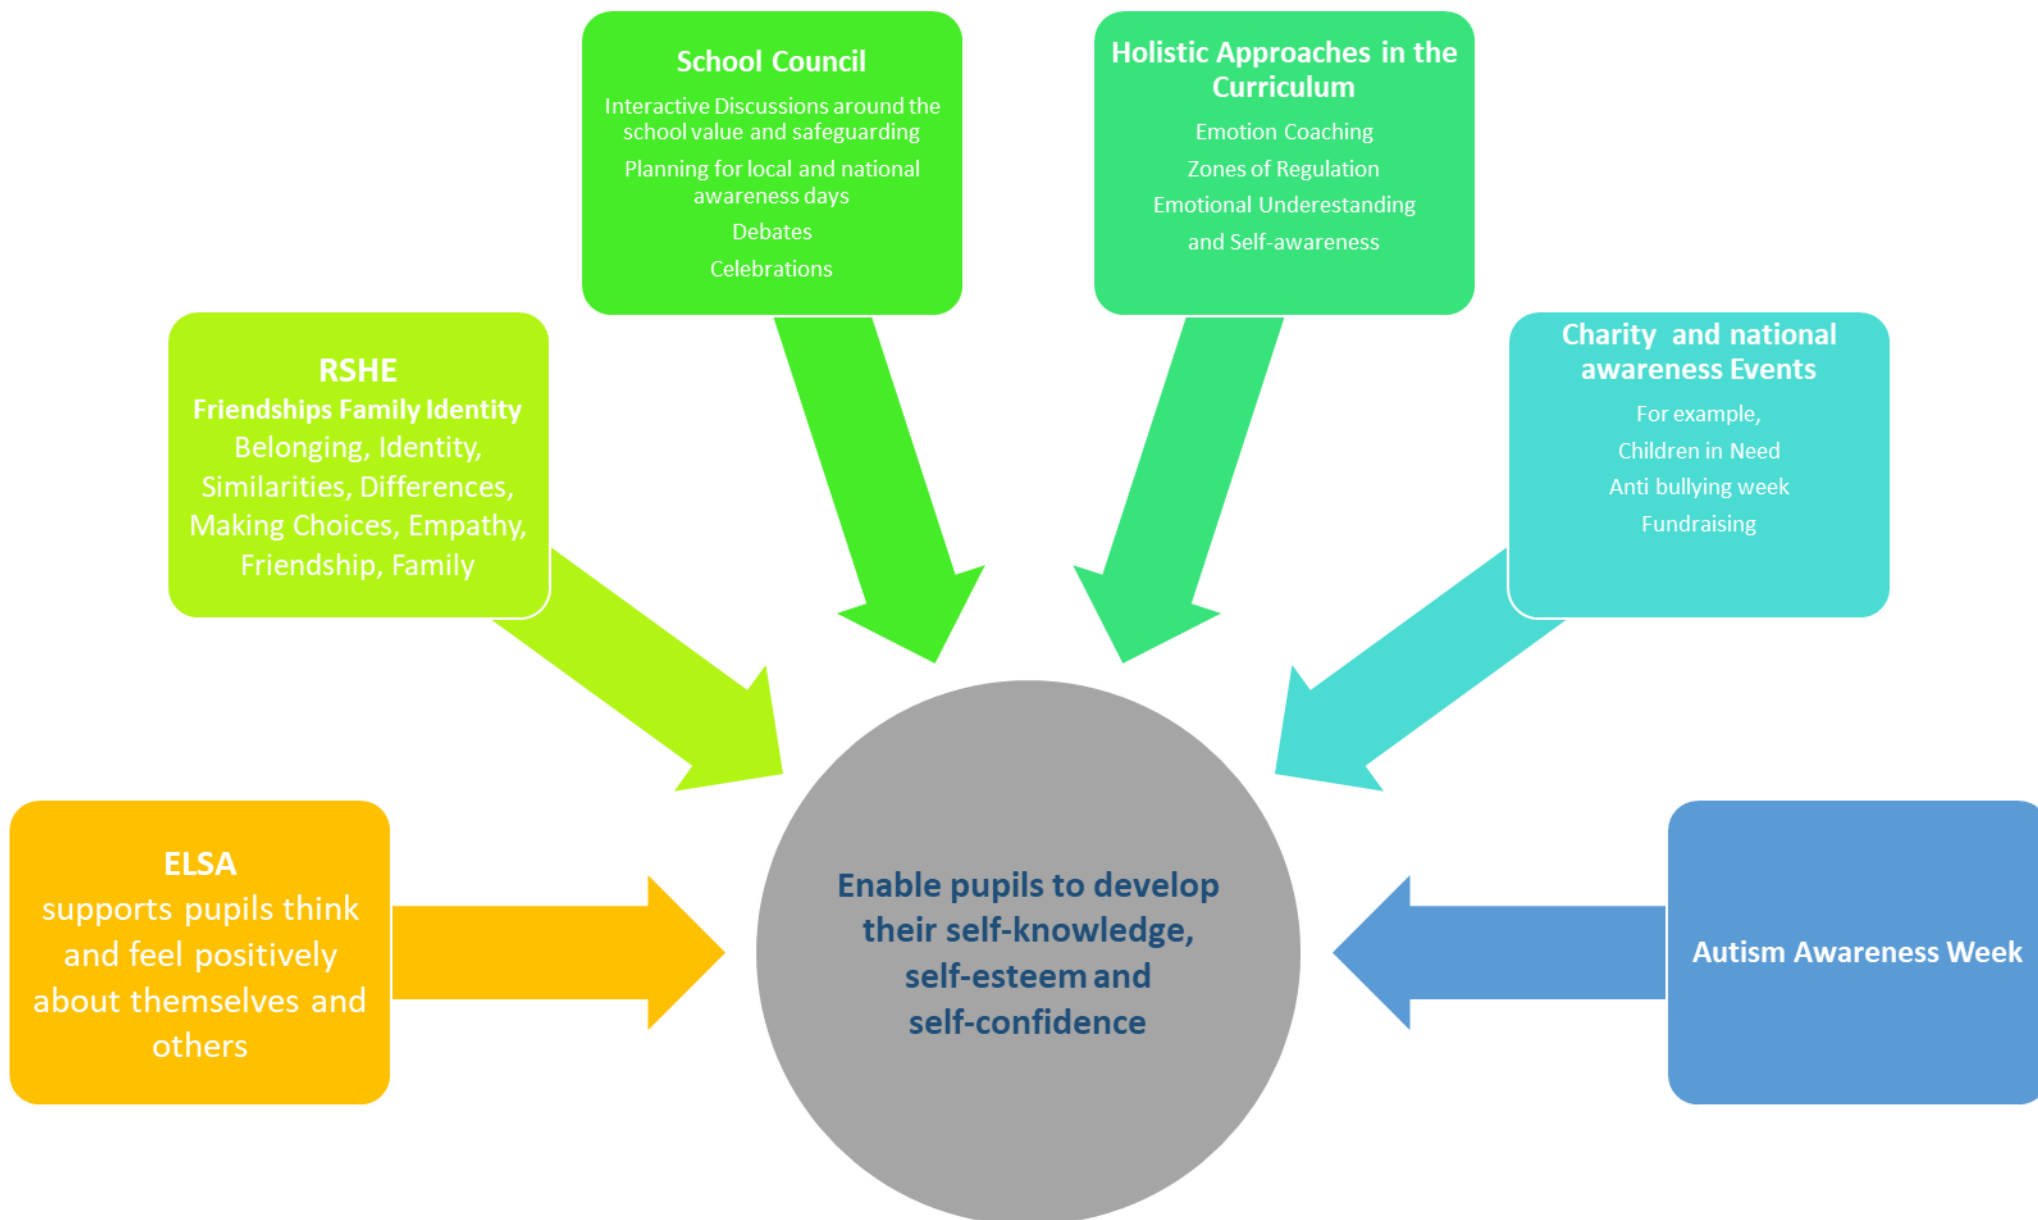 School Council
Interactive Discussions around the
school value and safeguarding
Planning for local and national
awareness days
Debates
Celebrations
Holistic Approaches in the
Curriculum
Emotion Coaching
Zones of Regulation
Emotional Underestanding
and Self-awareness
RSHE
Friendships Family Identity
Belonging, Identity,
Similarities, Differences,
Making Choices, Empathy,
Friendship, Family
Charity and national
awareness Events
For example,
Children in Need
Anti bullying week
Fundraising
ELSA
supports pupils think
and feel positively
about themselves and
others
Enable pupils to develop
their self-knowledge,
self-esteem and
self-confidence
Autism Awareness Week